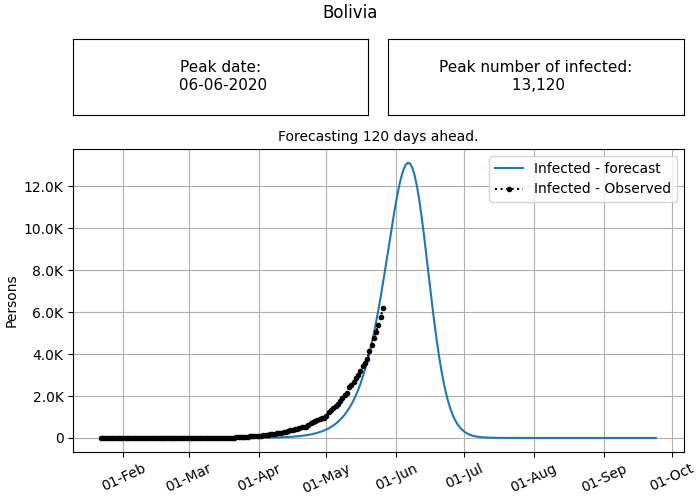 Bolivia
Peak date:
06-06-2020
Peak number of infected:
13,120
Forecasting 120 days ahead.
Infected - forecast
Infected - Observed
12.0K
10.0K
8.0K
6.0K
4.0K
2.0K
0
Persons
01-Feb
01-Mar
01-Apr
01-May
01-Jun
01-Jul
01-Aug
01-Sep
01-Oct